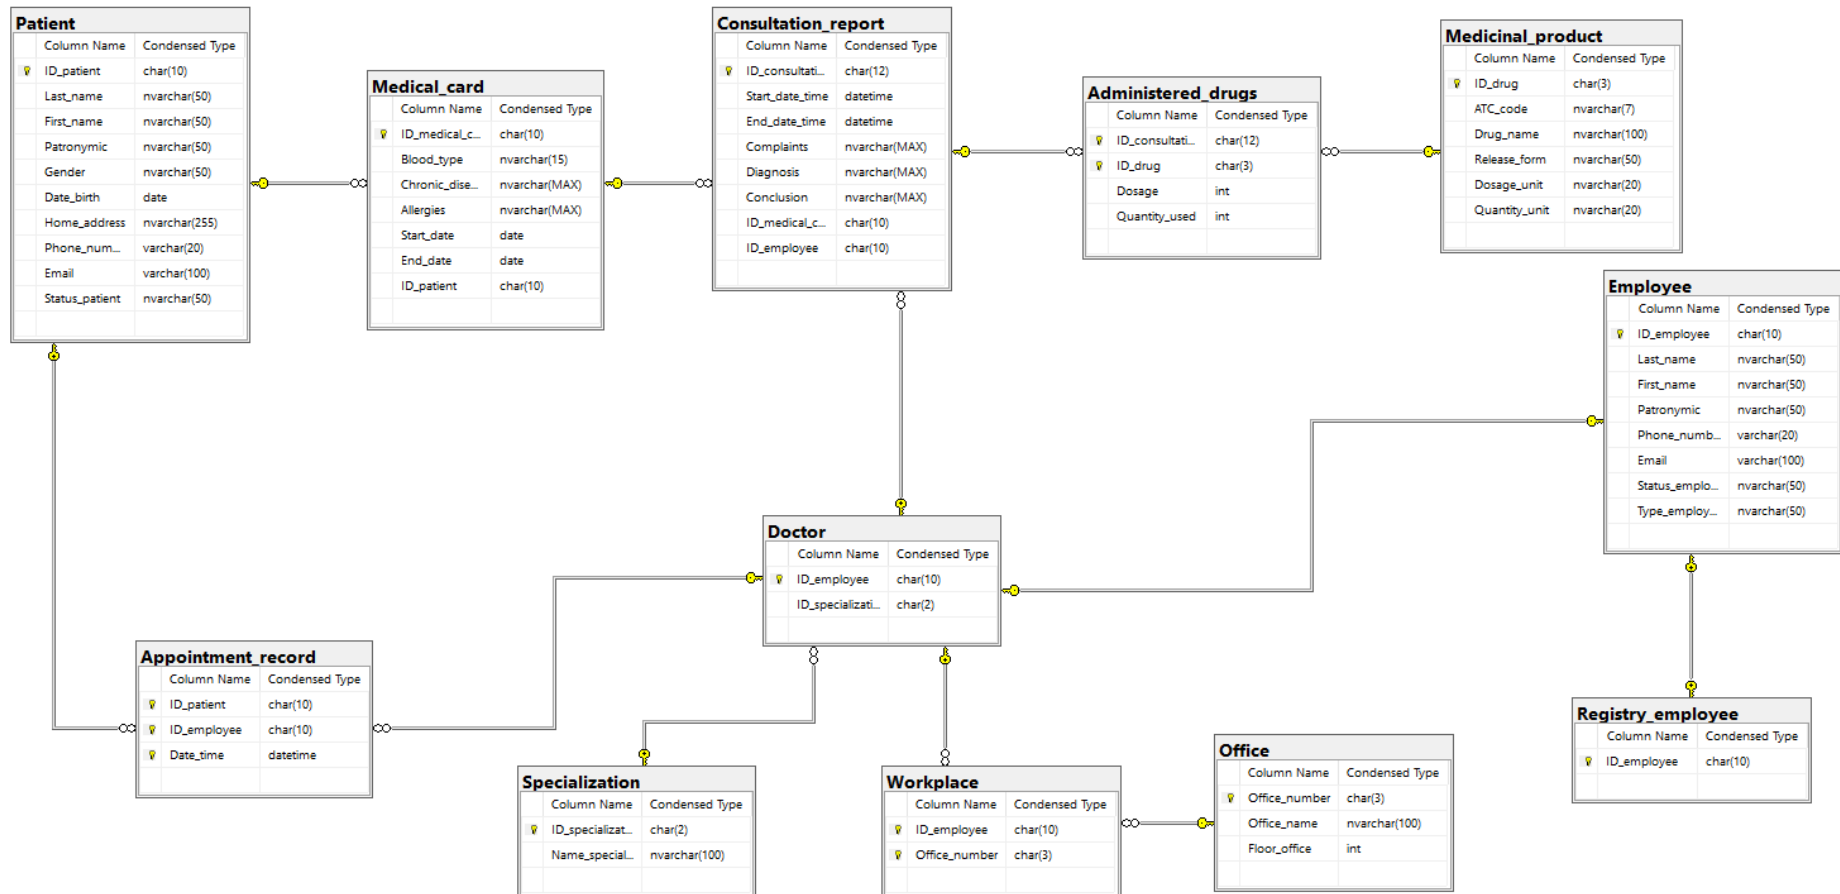 Patient
Column Name Condensed Type
ID_patient char(10)
Last_name nvarchar(50)
First_name nvarchar(50)
Patronymic nvarchar(50)
Gender nvarchar(50)
Date_birth date
Home_address nvarchar(255)
Phone_num... varchar(20)
Email varchar(100)
Status_patient nvarchar(50)
Medical_card
Column Name Condensed Type
ID_medical_c... char(10)
Blood_type nvarchar(15)
Chronic_dise... nvarchar(MAX)
Allergies nvarchar(MAX)
Start_date date
End_date date
ID_patient char(10)
Consultation_report
Column Name Condensed Type
ID_consultati... char(12)
Start_date_time datetime
End_date_time datetime
Complaints nvarchar(MAX)
Diagnosis nvarchar(MAX)
Conclusion nvarchar(MAX)
ID_medical_c... char(10)
ID_employee char(10)
Administered_drugs
Column Name Condensed Type
ID_consultati... char(12)
ID_drug char(3)
Dosage int
Quantity_used int
Medicinal_product
Column Name Condensed Type
ID_drug char(3)
ATC_code nvarchar(7)
Drug_name nvarchar(100)
Release_form nvarchar(50)
Dosage_unit nvarchar(20)
Quantity_unit nvarchar(20)
Employee
Column Name Condensed Type
ID_employee char(10)
Last_name nvarchar(50)
First_name nvarchar(50)
Patronymic nvarchar(50)
Phone_numb... varchar(20)
Email varchar(100)
Status_emplo... nvarchar(50)
Type_employ... nvarchar(50)
Doctor
Column Name Condensed Type
ID_employee char(10)
ID_specializati... char(2)
Appointment_record
Column Name Condensed Type
ID_patient char(10)
ID_employee char(10)
Date_time datetime
Specialization
Column Name Condensed Type
ID_specializat... char(2)
Name_special... nvarchar(100)
Workplace
Column Name Condensed Type
ID_employee char(10)
Office_number char(3)
Office
Column Name Condensed Type
Office_number char(3)
Office_name nvarchar(100)
Floor_office int
Registry_employee
Column Name Condensed Type
ID_employee char(10)